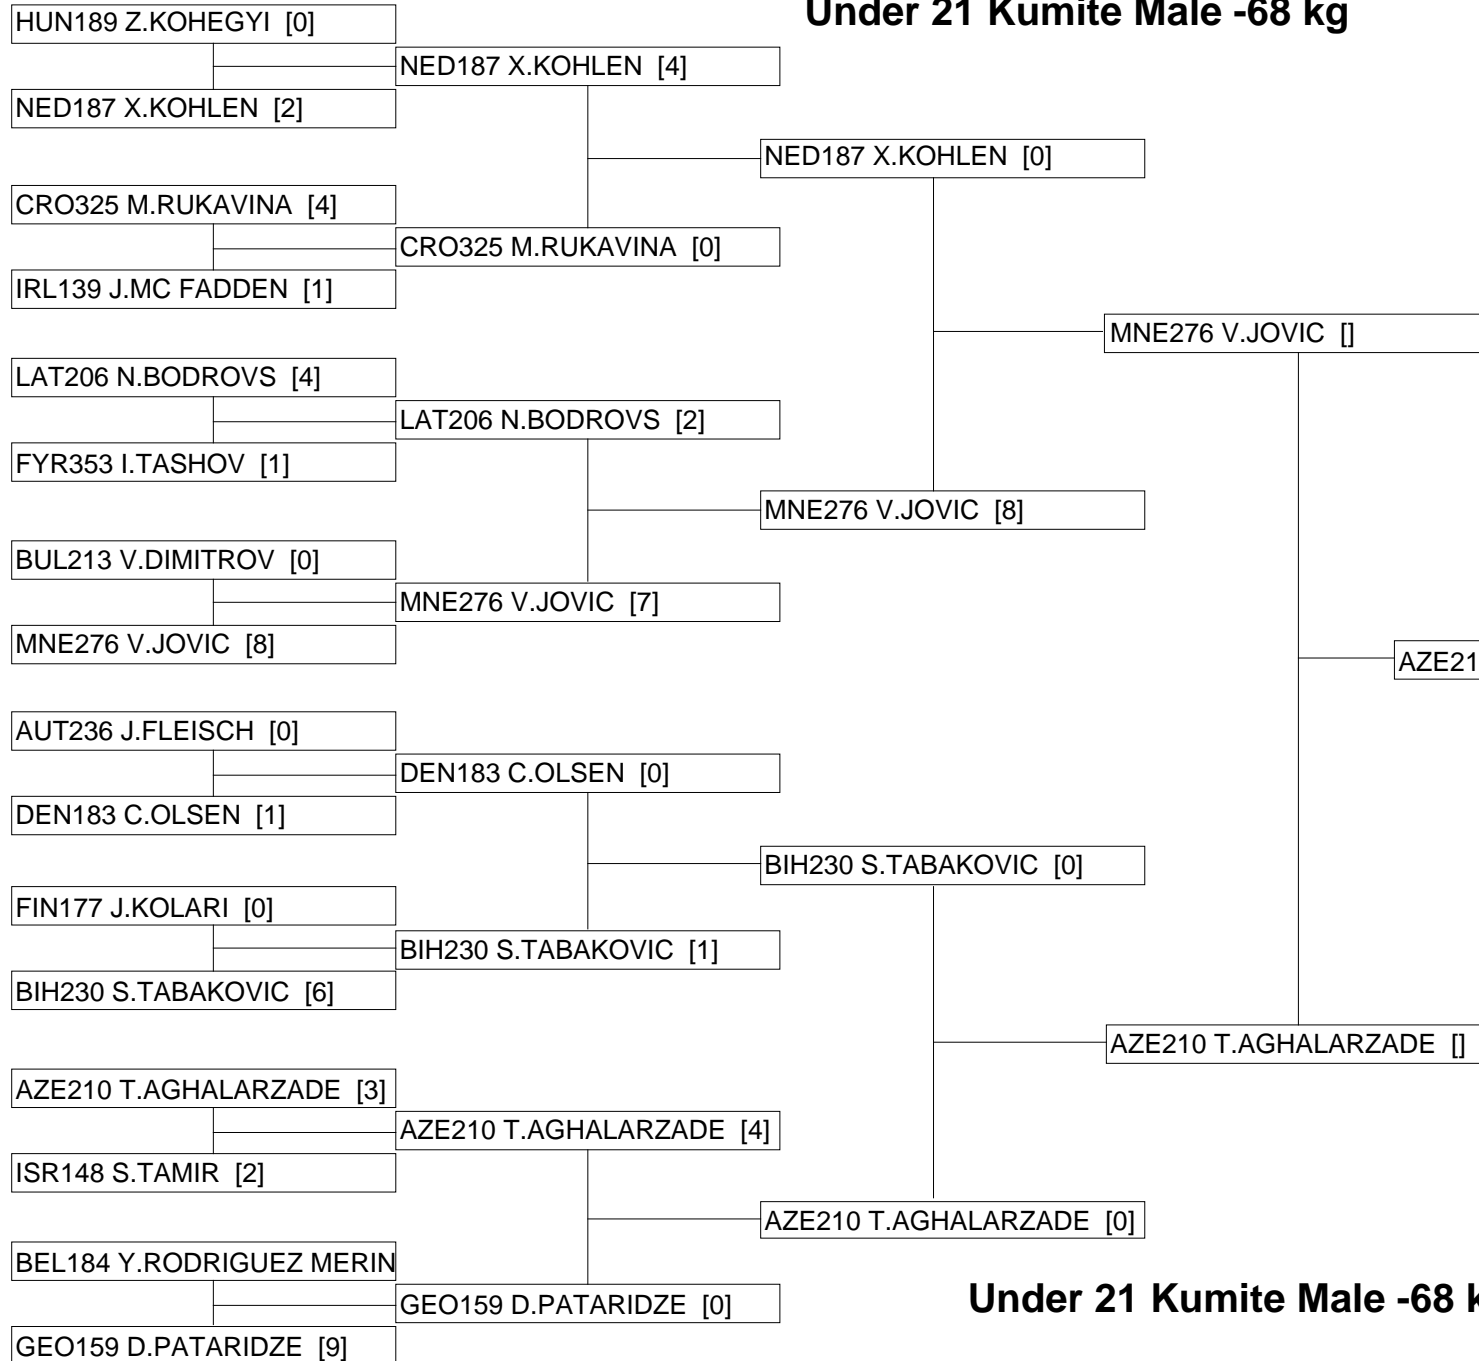 Under 21 Kumite Male -68 kg
HUN189 Z.KOHEGYI [0]
NED187 X.KOHLEN [4]
NED187 X.KOHLEN [2]
NED187 X.KOHLEN [0]
CRO325 M.RUKAVINA [4]
CRO325 M.RUKAVINA [0]
IRL139 J.MC FADDEN [1]
MNE276 V.JOVIC []
LAT206 N.BODROVS [4]
LAT206 N.BODROVS [2]
FYR353 I.TASHOV [1]
MNE276 V.JOVIC [8]
BUL213 V.DIMITROV [0]
MNE276 V.JOVIC [7]
MNE276 V.JOVIC [8]
AZE21
AUT236 J.FLEISCH [0]
DEN183 C.OLSEN [0]
DEN183 C.OLSEN [1]
BIH230 S.TABAKOVIC [0]
FIN177 J.KOLARI [0]
BIH230 S.TABAKOVIC [1]
BIH230 S.TABAKOVIC [6]
AZE210 T.AGHALARZADE []
AZE210 T.AGHALARZADE [3]
AZE210 T.AGHALARZADE [4]
ISR148 S.TAMIR [2]
AZE210 T.AGHALARZADE [0]
BEL184 Y.RODRIGUEZ MERIN
GEO159 D.PATARIDZE [0]
Under 21 Kumite Male -68 k
GEO159 D.PATARIDZE [9]